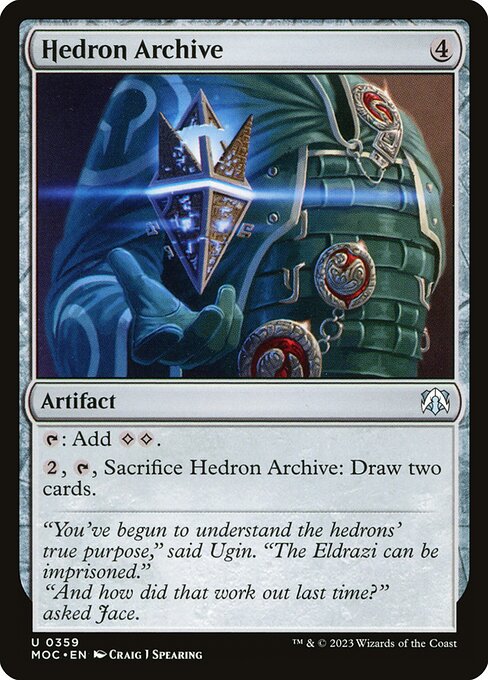 Hedron Archive 4
Artifact
: Add .
2, , Sacrifice Hedron Archive: Draw two
cards.
“You’ve begun to understand the hedrons’
true purpose,” said Ugin. “The Eldrazi can be
imprisoned.”
“And how did that work out last time?”
asked Jace.
U 0359
MOC • EN Craig J Spearing
™ & © 2023 Wizards of the Coast